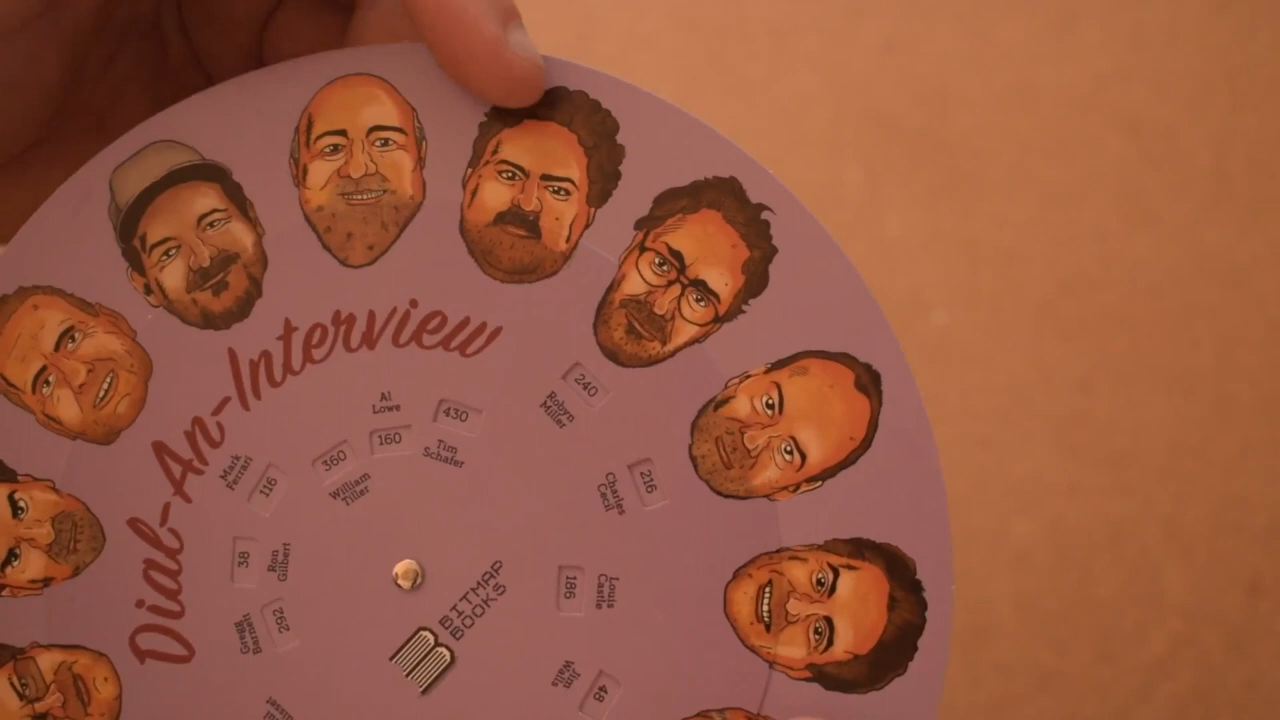 Dial-An-Interview
Al
Lowe
160
430
Tim
Schafer
240
Robyn
Miller
360
William
Tiller
Mark
Ferrari
116
216
Charles
Cecil
38
Ron
Gilbert
186
Louis
Castle
292
Gregg
Barnett
BITMAP
BOOKS
Jim
Walls
48